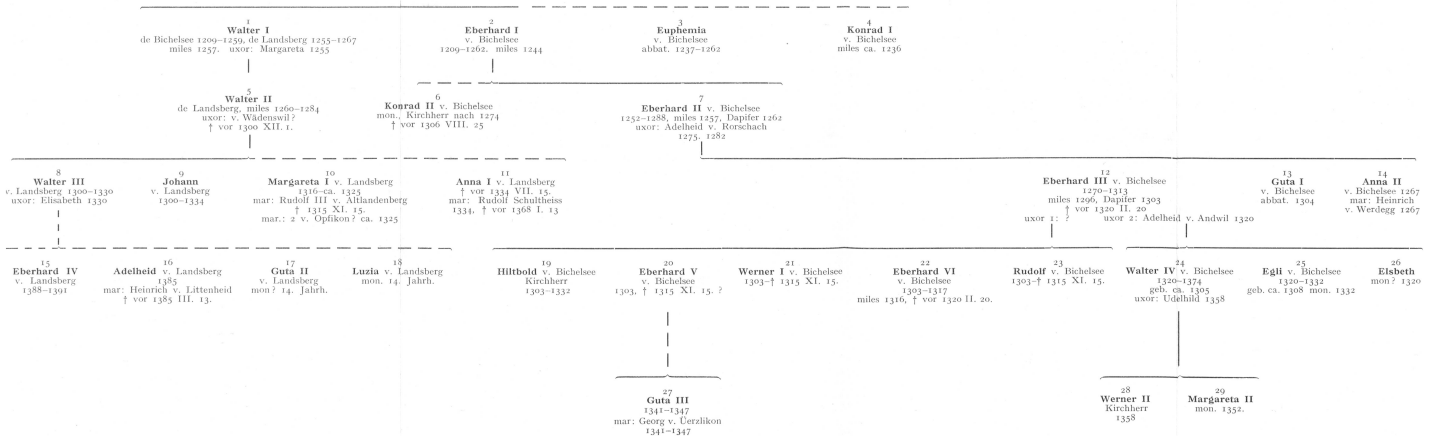 1
Walter I
de Bichelsee 1209–1259, de Landsberg 1255–1267
miles 1257. uxor: Margareta 1255
2
Eberhard I
v. Bichelsee
1209–1262. miles 1244
3
Euphemia
v. Bichelsee
abbat. 1237–1262
4
Konrad I
v. Bichelsee
miles ca. 1236
5
Walter II
de Landsberg, miles 1260–1284
uxor: v. Wädenswil?
† vor 1300 XII. 1.
6
Konrad II v. Bichelsee
mon., Kirchherr nach 1274
† vor 1306 VIII. 25
7
Eberhard II v. Bichelsee
1252–1288, miles 1257, Dapifer 1262
uxor: Adelheid v. Rorschach
1275. 1282
8
Walter III
v. Landsberg 1300–1330
uxor: Elisabeth 1330
9
Johann
v. Landsberg
1300–1334
10
Margareta I v. Landsberg
1316–ca. 1325
mar: Rudolf III v. Altlandenberg
† 1315 XI. 15.
mar.: 2 v. Opfikon? ca. 1325
11
Anna I v. Landsberg
† vor 1334 VII. 15.
mar: Rudolf Schultheiss
1334, † vor 1368 I. 13
12
Eberhard III v. Bichelsee
1270–1313
miles 1296, Dapifer 1303
† vor 1320 II. 20
uxor 1: ? uxor 2: Adelheid v. Andwil 1320
13
Guta I
v. Bichelsee
abbat. 1304
14
Anna II
v. Bichelsee 1267
mar: Heinrich
v. Werdegg 1267
15
Eberhard IV
v. Landsberg
1388–1391
16
Adelheid v. Landsberg
1385
mar: Heinrich v. Littenheid
† vor 1385 III. 13.
17
Guta II
v. Landsberg
mon? 14. Jahrh.
18
Luzia v. Landsberg
mon. 14. Jahrh.
19
Hiltbold v. Bichelsee
Kirchherr
1303–1332
20
Eberhard V
v. Bichelsee
1303, † 1315 XI. 15. ?
21
Werner I v. Bichelsee
1303–† 1315 XI. 15.
22
Eberhard VI
v. Bichelsee
1303–1317
miles 1316, † vor 1320 II. 20.
23
Rudolf v. Bichelsee
1303–† 1315 XI. 15.
24
Walter IV v. Bichelsee
1320–1374
geb. ca. 1305
uxor: Udelhild 1358
25
Egli v. Bichelsee
1320–1332
geb. ca. 1308 mon. 1332
26
Elsbeth
mon? 1320
27
Guta III
1341–1347
mar: Georg v. Üerzlikon
1341–1347
28
Werner II
Kirchherr
1358
29
Margareta II
mon. 1352.